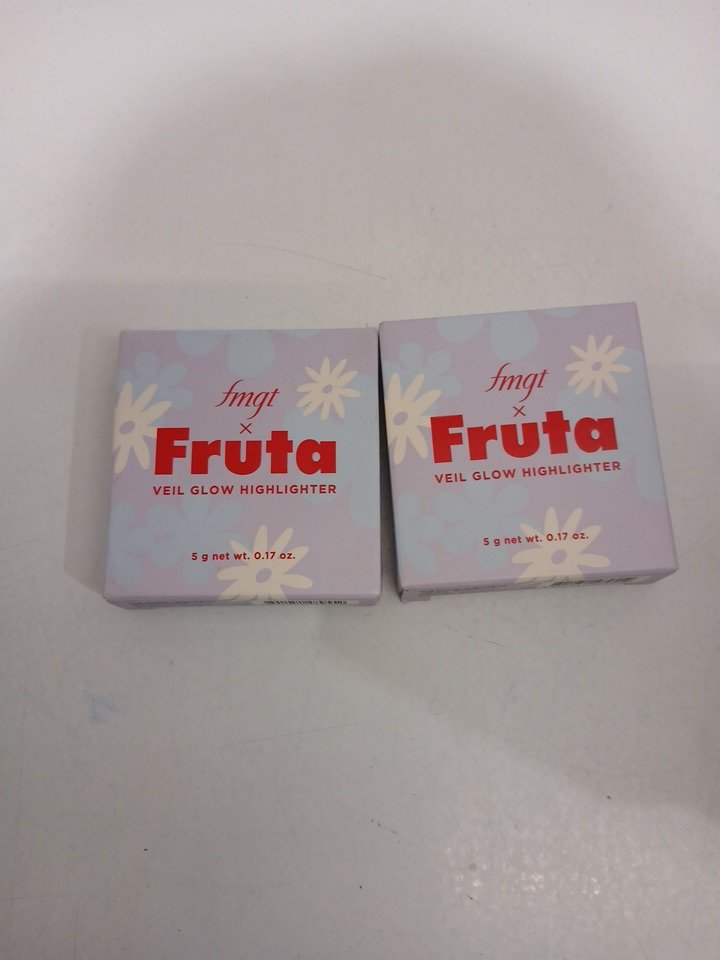 fmgt
×
Fruta
VEIL GLOW HIGHLIGHTER
5 g net wt. 0.17 oz.
fmgt
×
Fruta
VEIL GLOW HIGHLIGHTER
5 g net wt. 0.17 oz.